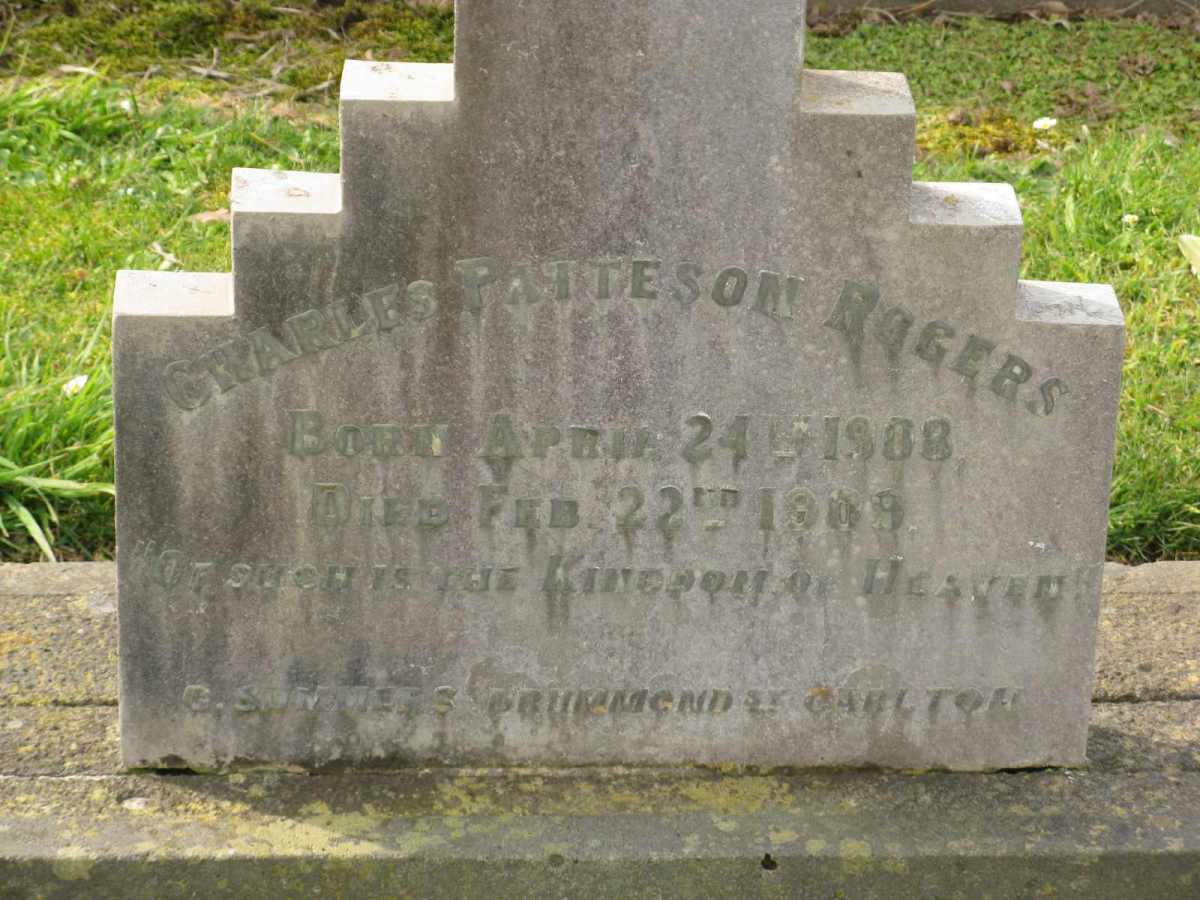 CHARLES PATTESON ROGERS
BORN APRIL 24TH 1908
DIED FEB 22ND 1909
"OF SUCH IS THE KINGDOM OF HEAVEN"
C. SUMMERS DRUMMOND ST CARLTON